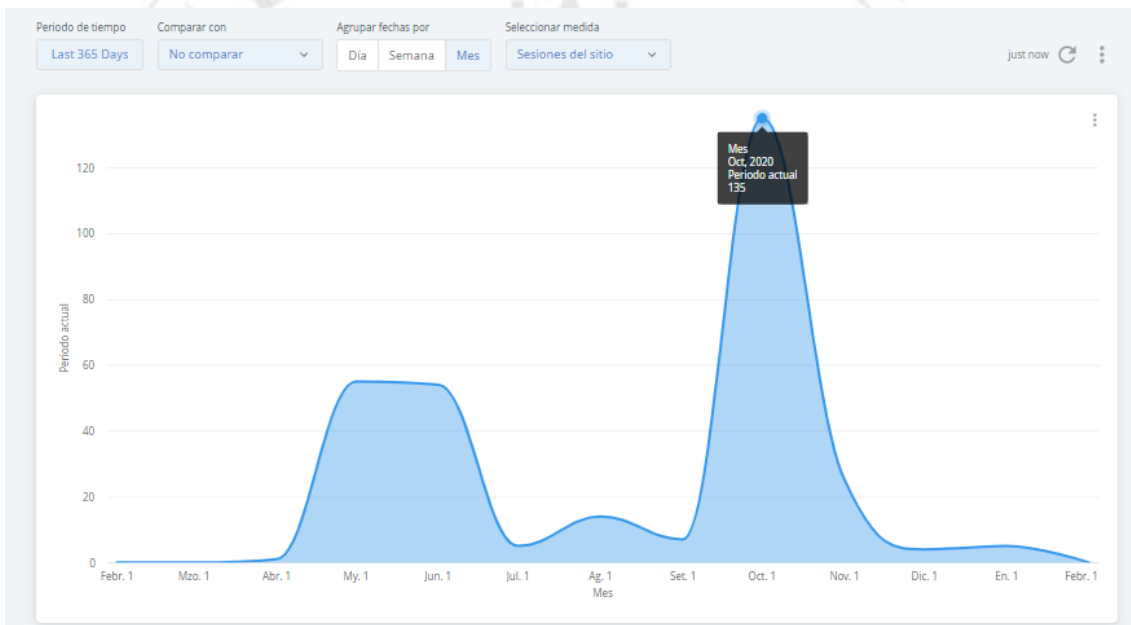 Periodo de tiempo
Comparar con
Agrupar fechas por
Seleccionar medida
Last 365 Days
No comparar
Día
Semana
Mes
Sesiones del sitio
just now
Mes
Oct, 2020
Periodo actual
135
120
100
80
60
40
20
0
Periodo actual
Febr. 1
Mzo. 1
Abr. 1
My. 1
Jun. 1
Jul. 1
Ag. 1
Set. 1
Oct. 1
Nov. 1
Dic. 1
En. 1
Febr. 1
Mes